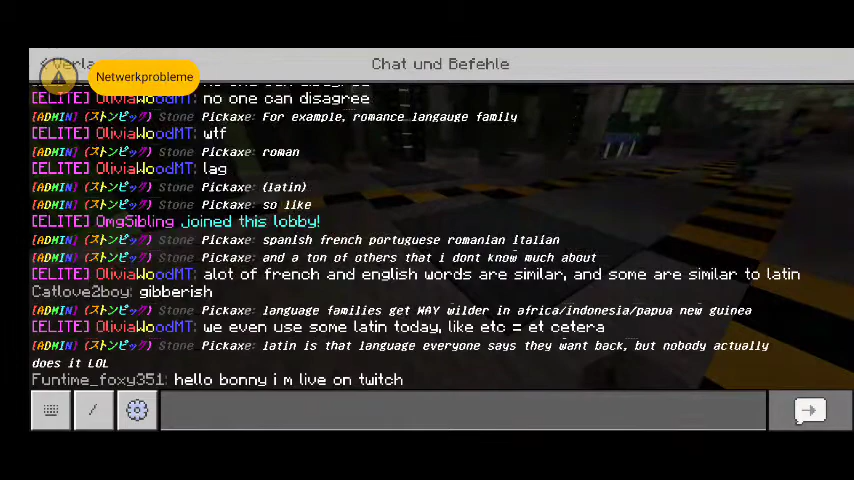 Verla
Netwerkprobleme
Chat und Befehle
[ELITE] OliviaWoodMT: no one can disagree
[ADMIN] (ストンピッグ) Stone Pickaxe: For example, romance langauge family
[ELITE] OliviaWoodMT: wtf
[ADMIN] (ストンピッグ) Stone Pickaxe: roman
[ELITE] OliviaWoodMT: lag
[ADMIN] (ストンピッグ) Stone Pickaxe: (latin)
[ADMIN] (ストンピッグ) Stone Pickaxe: so like
[ELITE] OmgSibling joined this lobby!
[ADMIN] (ストンピッグ) Stone Pickaxe: spanish french portuguese romanian italian
[ADMIN] (ストンピッグ) Stone Pickaxe: and a ton of others that i dont know much about
[ELITE] OliviaWoodMT: alot of french and english words are similar, and some are similar to latin
Catlove2boy: gibberish
[ADMIN] (ストンピッグ) Stone Pickaxe: language families get WAY wilder in africa/indonesia/papua new guinea
[ELITE] OliviaWoodMT: we even use some latin today, like etc = et cetera
[ADMIN] (ストンピッグ) Stone Pickaxe: latin is that language everyone says they want back, but nobody actually
does it LOL
Funtime_foxy351: hello bonny i m live on twitch
/